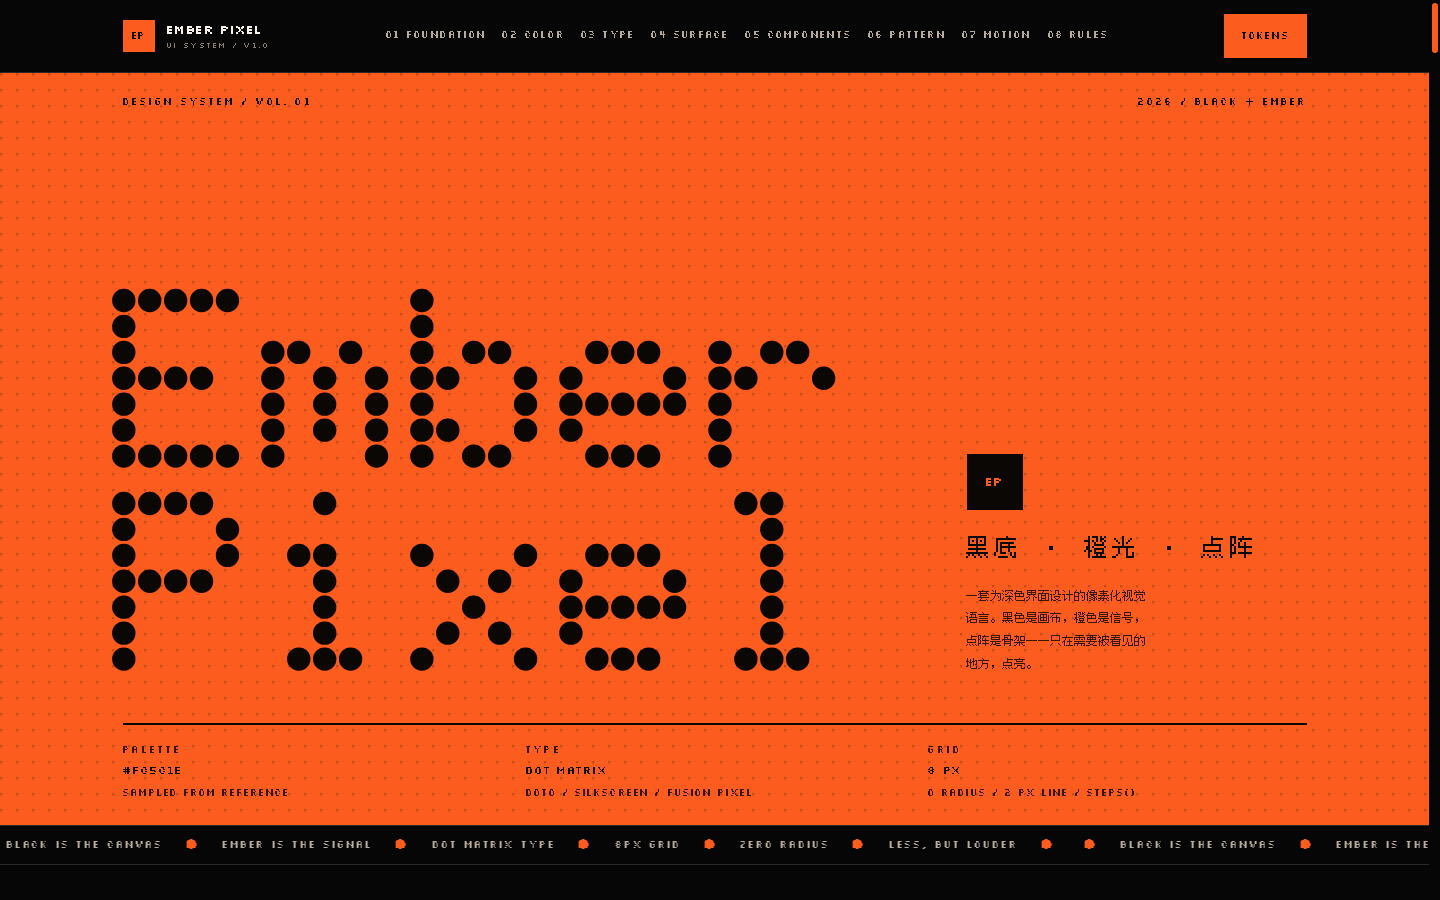 EP
EMBER PIXEL
UI SYSTEM / V1.0
01 FOUNDATION 02 COLOR 03 TYPE 04 SURFACE 05 COMPONENTS 06 PATTERN 07 MOTION 08 RULES
TOKENS
DESIGN SYSTEM / VOL. 01
2026 / BLACK + EMBER
Ember
Pixel
EP
黑底 · 橙光 · 点阵
一套为深色界面设计的像素化视觉
语言。黑色是画布，橙色是信号，
点阵是骨架——只在需要被看见的
地方，点亮。
PALETTE
#F0501E
SAMPLED FROM REFERENCE
TYPE
DOT MATRIX
DOTO / SILKSCREEN / FUSION PIXEL
GRID
8 PX
0 RADIUS / 2 PX LINE / STEPS()
BLACK IS THE CANVAS ● EMBER IS THE SIGNAL ● DOT MATRIX TYPE ● 8PX GRID ● ZERO RADIUS ● LESS, BUT LOUDER ● ● BLACK IS THE CANVAS ● EMBER IS THE